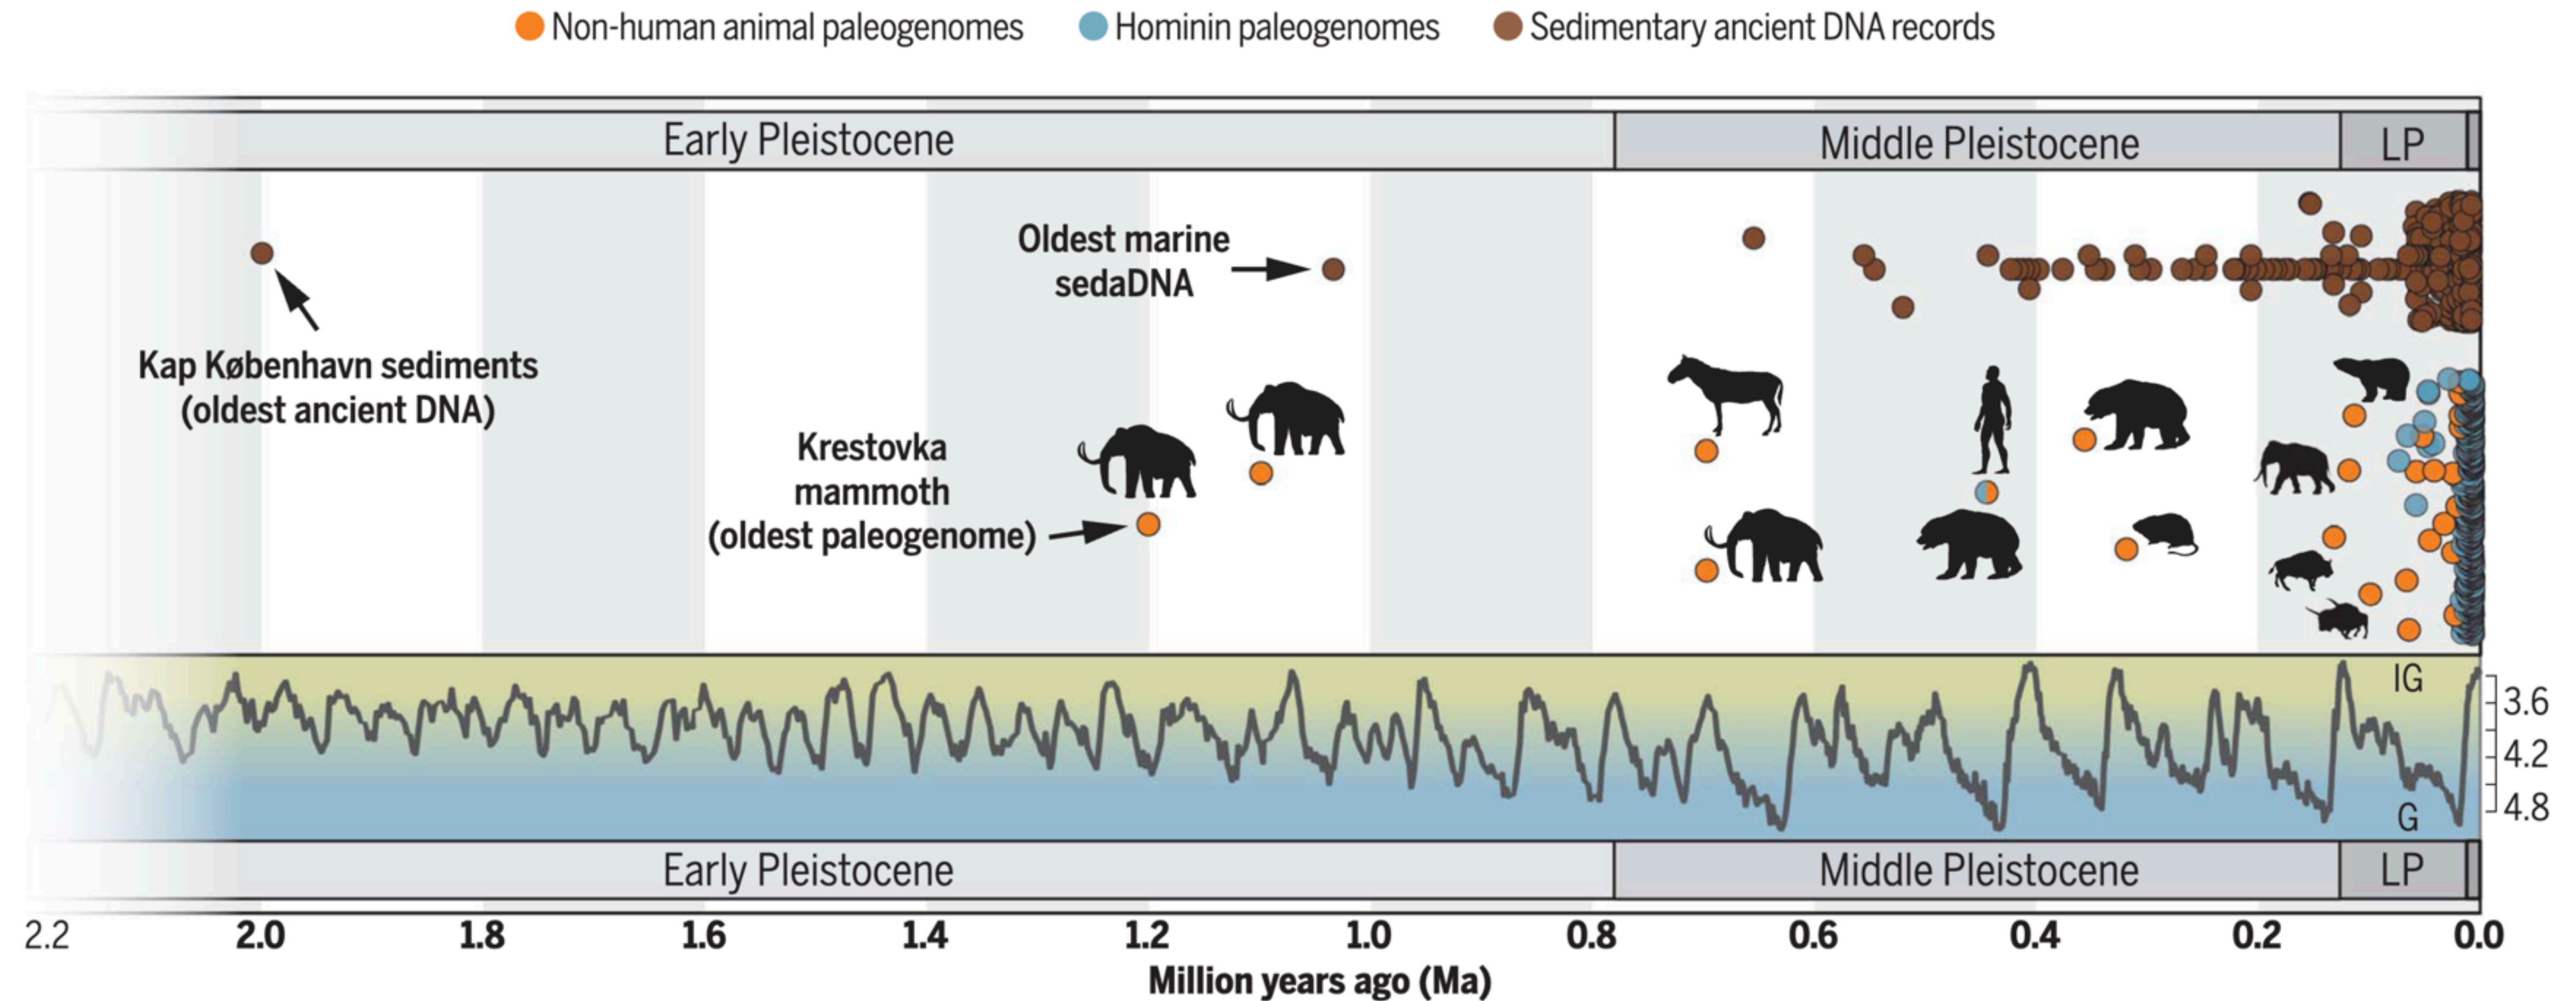 Non-human animal paleogenomes
Hominin paleogenomes
Sedimentary ancient DNA records
Early Pleistocene
Middle Pleistocene
LP
Oldest marine
sedaDNA
Kap København sediments
(oldest ancient DNA)
Krestovka
mammoth
(oldest paleogenome)
IG
3.6
4.2
4.8
G
Early Pleistocene
Middle Pleistocene
LP
2.2
2.0
1.8
1.6
1.4
1.2
1.0
0.8
0.6
0.4
0.2
0.0
Million years ago (Ma)